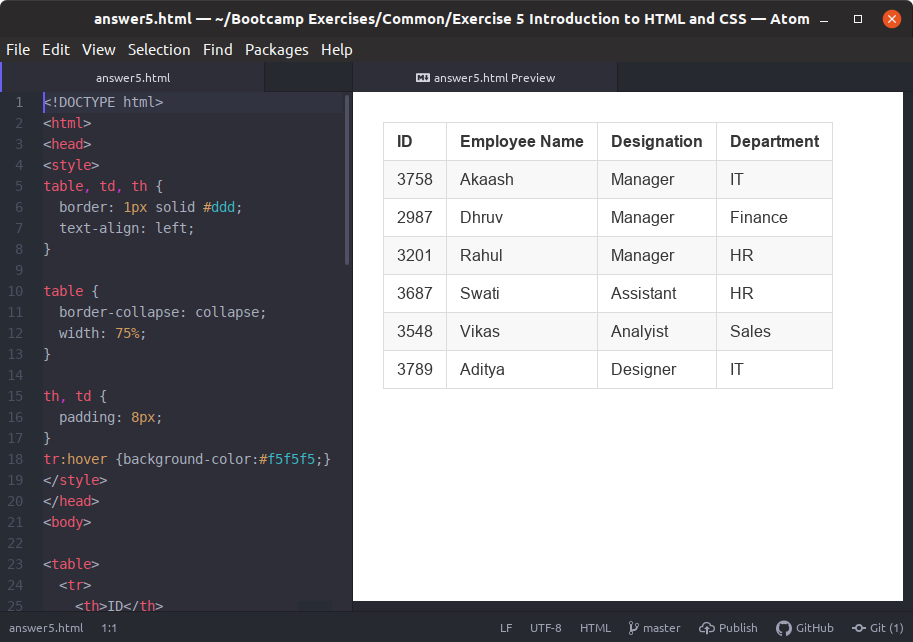 answer5.html — ~/Bootcamp Exercises/Common/Exercise 5 Introduction to HTML and CSS — Atom
File Edit View Selection Find Packages Help
answer5.html
answer5.html Preview
1 <!DOCTYPE html>
2 <html>
3 <head>
4 <style>
5 table, td, th {
6   border: 1px solid #ddd;
7   text-align: left;
8 }
9
10 table {
11   border-collapse: collapse;
12   width: 75%;
13 }
14
15 th, td {
16   padding: 8px;
17 }
18 tr:hover {background-color:#f5f5f5;}
19 </style>
20 </head>
21 <body>
22
23 <table>
24   <tr>
25     <th>ID</th>
ID Employee Name Designation Department
3758 Akaash Manager IT
2987 Dhruv Manager Finance
3201 Rahul Manager HR
3687 Swati Assistant HR
3548 Vikas Analyist Sales
3789 Aditya Designer IT
answer5.html 1:1 LF UTF-8 HTML master Publish GitHub Git (1)